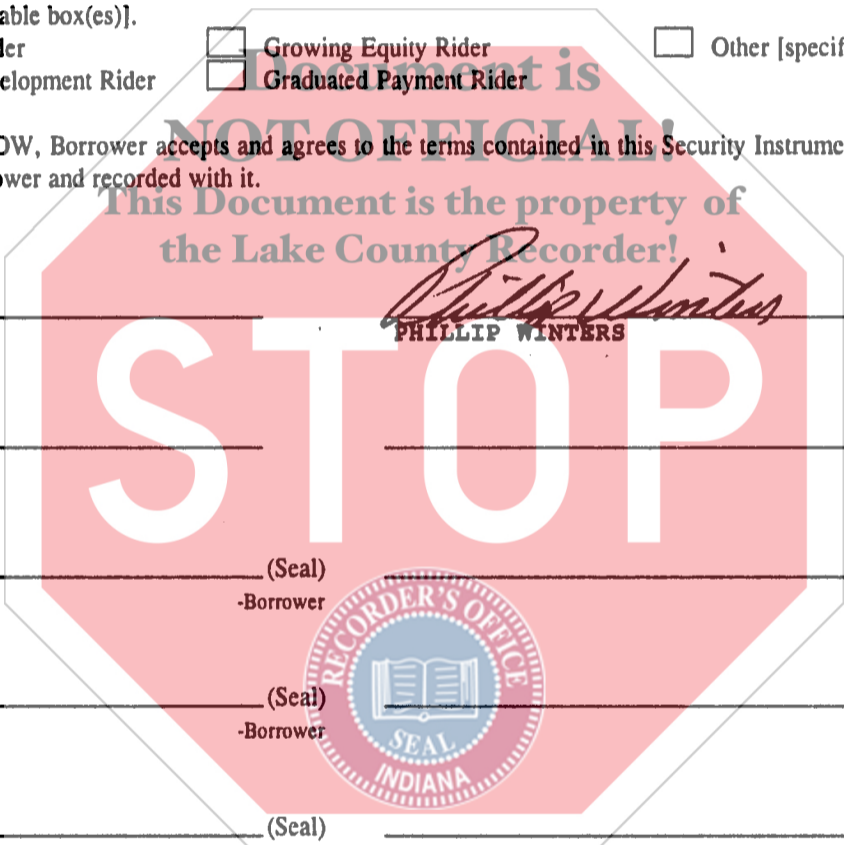 able box(es)].
der Growing Equity Rider Other [specif
elopment Rider Graduated Payment Rider
Document is
OW, Borrower accepts and agrees to the terms contained in this Security Instrume
NOT OFFICIAL!
ower and recorded with it.
This Document is the property of
the Lake County Recorder!
Phillip Winters
PHILLIP WINTERS
STOP
(Seal)
-Borrower
RECORDER'S OFFICE
(Seal)
-Borrower
SEAL
INDIANA
(Seal)